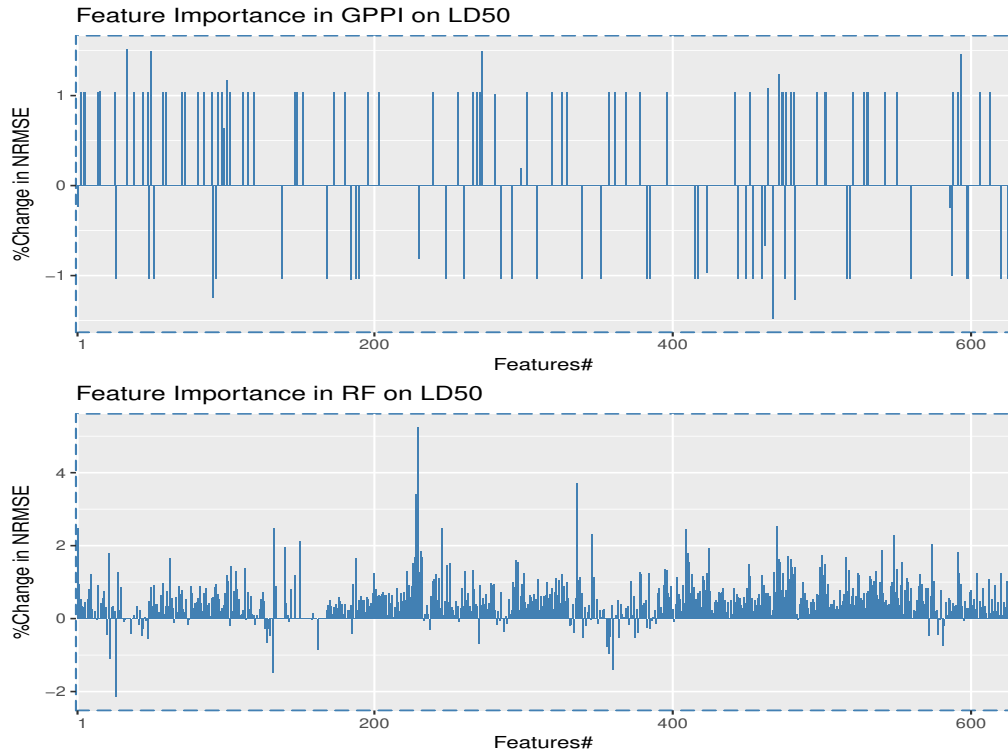 Feature Importance in GPPI on LD50
%Change in NRMSE
1
0
−1
1
200
400
600
Features#
Feature Importance in RF on LD50
%Change in NRMSE
4
2
0
−2
1
200
400
600
Features#